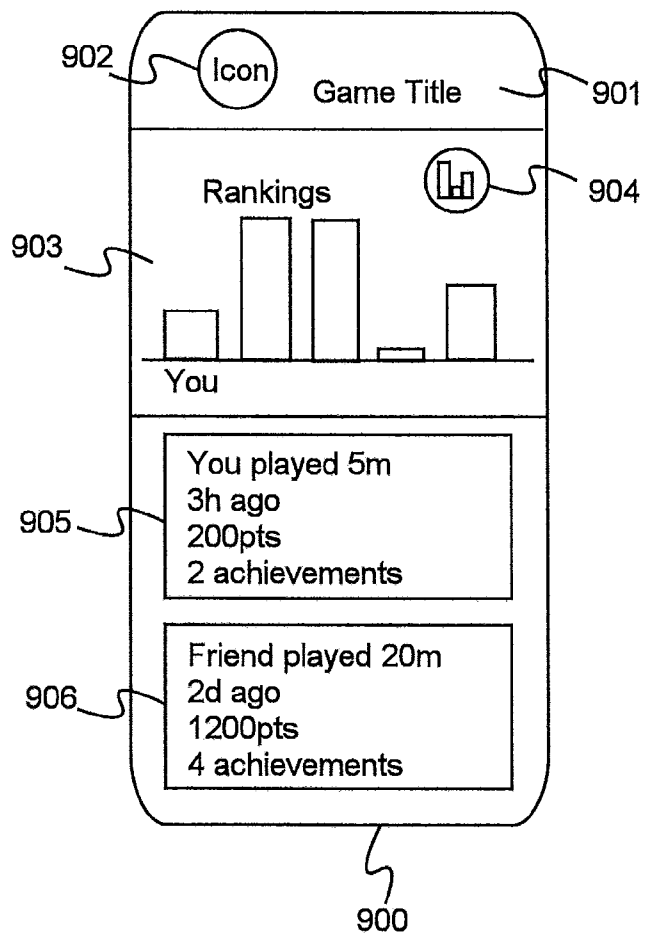 902
Icon
Game Title
901
Rankings
904
903
You
You played 5m
3h ago
200pts
2 achievements
905
Friend played 20m
2d ago
1200pts
4 achievements
906
900